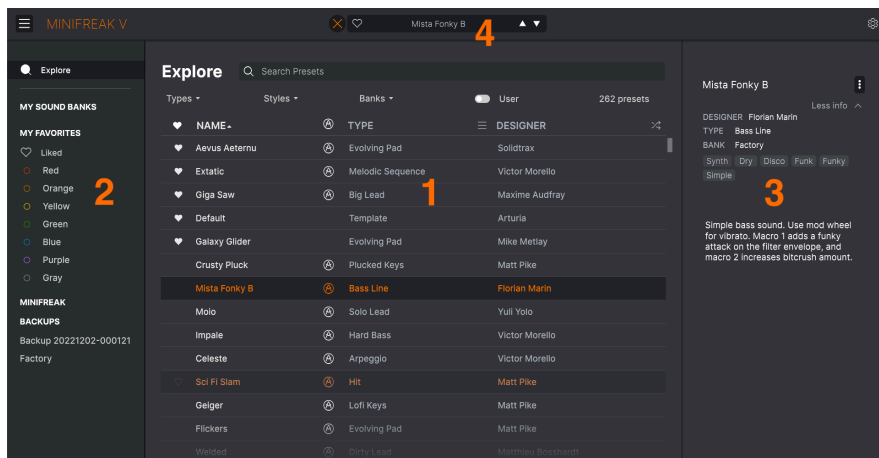 MINIFREAK V
Mista Fonky B
4
Explore
MY SOUND BANKS
MY FAVORITES
Liked
Red
Orange
Yellow
Green
Blue
Purple
Gray
2
MINIFREAK
BACKUPS
Backup 20221202-000121
Factory
Explore Search Presets
Types Styles Banks User 262 presets
NAME TYPE DESIGNER
Aevus Aeternu Evolving Pad Solidtrax
Extatic Melodic Sequence Victor Morello
Giga Saw Big Lead Maxime Audfray
1
Default Template Arturia
Galaxy Glider Evolving Pad Mike Metlay
Crusty Pluck Plucked Keys Matt Pike
Mista Fonky B Bass Line Florian Marin
Moio Solo Lead Yuli Yolo
Impale Hard Bass Victor Morello
Celeste Arpeggio Victor Morello
Sci Fi Slam Hit Matt Pike
Geiger Lofi Keys Matt Pike
Flickers Evolving Pad Matt Pike
Welded Dirty Lead Matthieu Bosshardt
Mista Fonky B
Less info
DESIGNER Florian Marin
TYPE Bass Line
BANK Factory
Synth Dry Disco Funk Funky
Simple
3
Simple bass sound. Use mod wheel
for vibrato. Macro 1 adds a funky
attack on the filter envelope, and
macro 2 increases bitcrush amount.